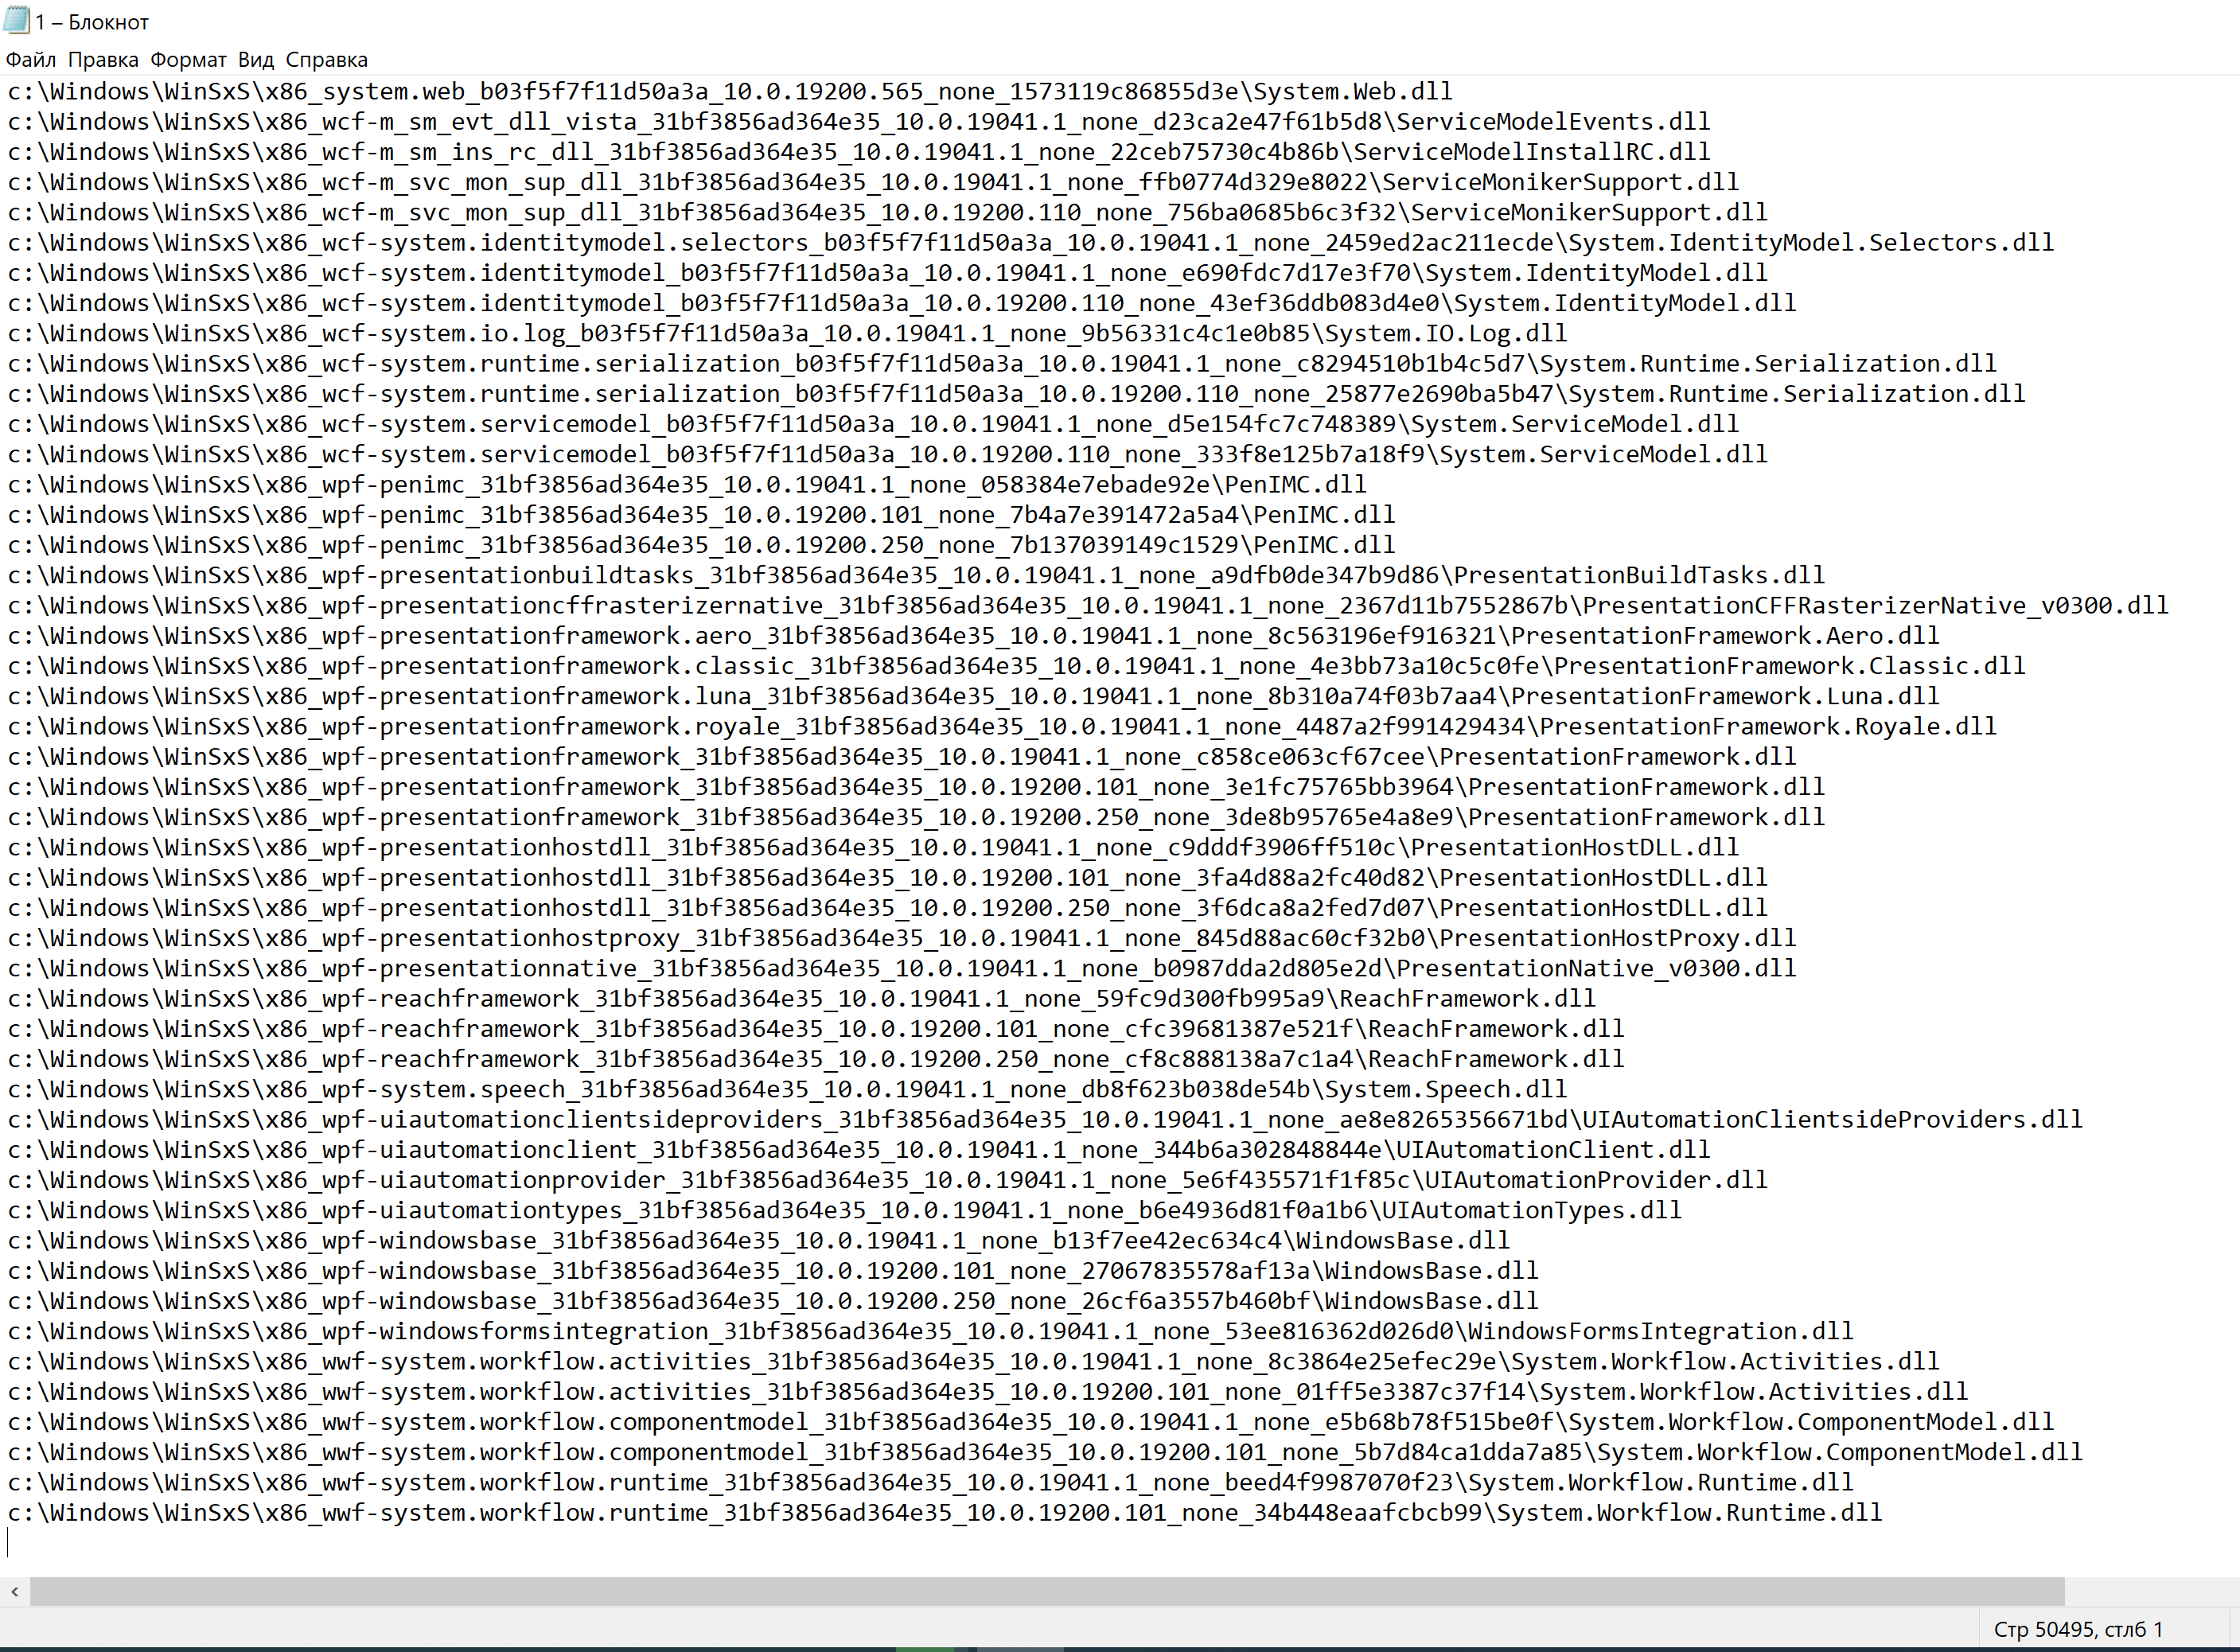 1 – Блокнот
Файл Правка Формат Вид Справка
c:\Windows\WinSxS\x86_system.web_b03f5f7f11d50a3a_10.0.19200.565_none_1573119c86855d3e\System.Web.dll
c:\Windows\WinSxS\x86_wcf-m_sm_evt_dll_vista_31bf3856ad364e35_10.0.19041.1_none_d23ca2e47f61b5d8\ServiceModelEvents.dll
c:\Windows\WinSxS\x86_wcf-m_sm_ins_rc_dll_31bf3856ad364e35_10.0.19041.1_none_22ceb75730c4b86b\ServiceModelInstallRC.dll
c:\Windows\WinSxS\x86_wcf-m_svc_mon_sup_dll_31bf3856ad364e35_10.0.19041.1_none_ffb0774d329e8022\ServiceMonikerSupport.dll
c:\Windows\WinSxS\x86_wcf-m_svc_mon_sup_dll_31bf3856ad364e35_10.0.19200.110_none_756ba0685b6c3f32\ServiceMonikerSupport.dll
c:\Windows\WinSxS\x86_wcf-system.identitymodel.selectors_b03f5f7f11d50a3a_10.0.19041.1_none_2459ed2ac211ecde\System.IdentityModel.Selectors.dll
c:\Windows\WinSxS\x86_wcf-system.identitymodel_b03f5f7f11d50a3a_10.0.19041.1_none_e690fdc7d17e3f70\System.IdentityModel.dll
c:\Windows\WinSxS\x86_wcf-system.identitymodel_b03f5f7f11d50a3a_10.0.19200.110_none_43ef36ddb083d4e0\System.IdentityModel.dll
c:\Windows\WinSxS\x86_wcf-system.io.log_b03f5f7f11d50a3a_10.0.19041.1_none_9b56331c4c1e0b85\System.IO.Log.dll
c:\Windows\WinSxS\x86_wcf-system.runtime.serialization_b03f5f7f11d50a3a_10.0.19041.1_none_c8294510b1b4c5d7\System.Runtime.Serialization.dll
c:\Windows\WinSxS\x86_wcf-system.runtime.serialization_b03f5f7f11d50a3a_10.0.19200.110_none_25877e2690ba5b47\System.Runtime.Serialization.dll
c:\Windows\WinSxS\x86_wcf-system.servicemodel_b03f5f7f11d50a3a_10.0.19041.1_none_d5e154fc7c748389\System.ServiceModel.dll
c:\Windows\WinSxS\x86_wcf-system.servicemodel_b03f5f7f11d50a3a_10.0.19200.110_none_333f8e125b7a18f9\System.ServiceModel.dll
c:\Windows\WinSxS\x86_wpf-penimc_31bf3856ad364e35_10.0.19041.1_none_058384e7ebade92e\PenIMC.dll
c:\Windows\WinSxS\x86_wpf-penimc_31bf3856ad364e35_10.0.19200.101_none_7b4a7e391472a5a4\PenIMC.dll
c:\Windows\WinSxS\x86_wpf-penimc_31bf3856ad364e35_10.0.19200.250_none_7b137039149c1529\PenIMC.dll
c:\Windows\WinSxS\x86_wpf-presentationbuildtasks_31bf3856ad364e35_10.0.19041.1_none_a9dfb0de347b9d86\PresentationBuildTasks.dll
c:\Windows\WinSxS\x86_wpf-presentationcffrasterizernative_31bf3856ad364e35_10.0.19041.1_none_2367d11b7552867b\PresentationCFFRasterizerNative_v0300.dll
c:\Windows\WinSxS\x86_wpf-presentationframework.aero_31bf3856ad364e35_10.0.19041.1_none_8c563196ef916321\PresentationFramework.Aero.dll
c:\Windows\WinSxS\x86_wpf-presentationframework.classic_31bf3856ad364e35_10.0.19041.1_none_4e3bb73a10c5c0fe\PresentationFramework.Classic.dll
c:\Windows\WinSxS\x86_wpf-presentationframework.luna_31bf3856ad364e35_10.0.19041.1_none_8b310a74f03b7aa4\PresentationFramework.Luna.dll
c:\Windows\WinSxS\x86_wpf-presentationframework.royale_31bf3856ad364e35_10.0.19041.1_none_4487a2f991429434\PresentationFramework.Royale.dll
c:\Windows\WinSxS\x86_wpf-presentationframework_31bf3856ad364e35_10.0.19041.1_none_c858ce063cf67cee\PresentationFramework.dll
c:\Windows\WinSxS\x86_wpf-presentationframework_31bf3856ad364e35_10.0.19200.101_none_3e1fc75765bb3964\PresentationFramework.dll
c:\Windows\WinSxS\x86_wpf-presentationframework_31bf3856ad364e35_10.0.19200.250_none_3de8b95765e4a8e9\PresentationFramework.dll
c:\Windows\WinSxS\x86_wpf-presentationhostdll_31bf3856ad364e35_10.0.19041.1_none_c9dddf3906ff510c\PresentationHostDLL.dll
c:\Windows\WinSxS\x86_wpf-presentationhostdll_31bf3856ad364e35_10.0.19200.101_none_3fa4d88a2fc40d82\PresentationHostDLL.dll
c:\Windows\WinSxS\x86_wpf-presentationhostdll_31bf3856ad364e35_10.0.19200.250_none_3f6dca8a2fed7d07\PresentationHostDLL.dll
c:\Windows\WinSxS\x86_wpf-presentationhostproxy_31bf3856ad364e35_10.0.19041.1_none_845d88ac60cf32b0\PresentationHostProxy.dll
c:\Windows\WinSxS\x86_wpf-presentationnative_31bf3856ad364e35_10.0.19041.1_none_b0987dda2d805e2d\PresentationNative_v0300.dll
c:\Windows\WinSxS\x86_wpf-reachframework_31bf3856ad364e35_10.0.19041.1_none_59fc9d300fb995a9\ReachFramework.dll
c:\Windows\WinSxS\x86_wpf-reachframework_31bf3856ad364e35_10.0.19200.101_none_cfc39681387e521f\ReachFramework.dll
c:\Windows\WinSxS\x86_wpf-reachframework_31bf3856ad364e35_10.0.19200.250_none_cf8c888138a7c1a4\ReachFramework.dll
c:\Windows\WinSxS\x86_wpf-system.speech_31bf3856ad364e35_10.0.19041.1_none_db8f623b038de54b\System.Speech.dll
c:\Windows\WinSxS\x86_wpf-uiautomationclientsideproviders_31bf3856ad364e35_10.0.19041.1_none_ae8e8265356671bd\UIAutomationClientsideProviders.dll
c:\Windows\WinSxS\x86_wpf-uiautomationclient_31bf3856ad364e35_10.0.19041.1_none_344b6a302848844e\UIAutomationClient.dll
c:\Windows\WinSxS\x86_wpf-uiautomationprovider_31bf3856ad364e35_10.0.19041.1_none_5e6f435571f1f85c\UIAutomationProvider.dll
c:\Windows\WinSxS\x86_wpf-uiautomationtypes_31bf3856ad364e35_10.0.19041.1_none_b6e4936d81f0a1b6\UIAutomationTypes.dll
c:\Windows\WinSxS\x86_wpf-windowsbase_31bf3856ad364e35_10.0.19041.1_none_b13f7ee42ec634c4\WindowsBase.dll
c:\Windows\WinSxS\x86_wpf-windowsbase_31bf3856ad364e35_10.0.19200.101_none_27067835578af13a\WindowsBase.dll
c:\Windows\WinSxS\x86_wpf-windowsbase_31bf3856ad364e35_10.0.19200.250_none_26cf6a3557b460bf\WindowsBase.dll
c:\Windows\WinSxS\x86_wpf-windowsformsintegration_31bf3856ad364e35_10.0.19041.1_none_53ee816362d026d0\WindowsFormsIntegration.dll
c:\Windows\WinSxS\x86_wwf-system.workflow.activities_31bf3856ad364e35_10.0.19041.1_none_8c3864e25efec29e\System.Workflow.Activities.dll
c:\Windows\WinSxS\x86_wwf-system.workflow.activities_31bf3856ad364e35_10.0.19200.101_none_01ff5e3387c37f14\System.Workflow.Activities.dll
c:\Windows\WinSxS\x86_wwf-system.workflow.componentmodel_31bf3856ad364e35_10.0.19041.1_none_e5b68b78f515be0f\System.Workflow.ComponentModel.dll
c:\Windows\WinSxS\x86_wwf-system.workflow.componentmodel_31bf3856ad364e35_10.0.19200.101_none_5b7d84ca1dda7a85\System.Workflow.ComponentModel.dll
c:\Windows\WinSxS\x86_wwf-system.workflow.runtime_31bf3856ad364e35_10.0.19041.1_none_beed4f9987070f23\System.Workflow.Runtime.dll
c:\Windows\WinSxS\x86_wwf-system.workflow.runtime_31bf3856ad364e35_10.0.19200.101_none_34b448eaafcbcb99\System.Workflow.Runtime.dll
Стр 50495, стлб 1